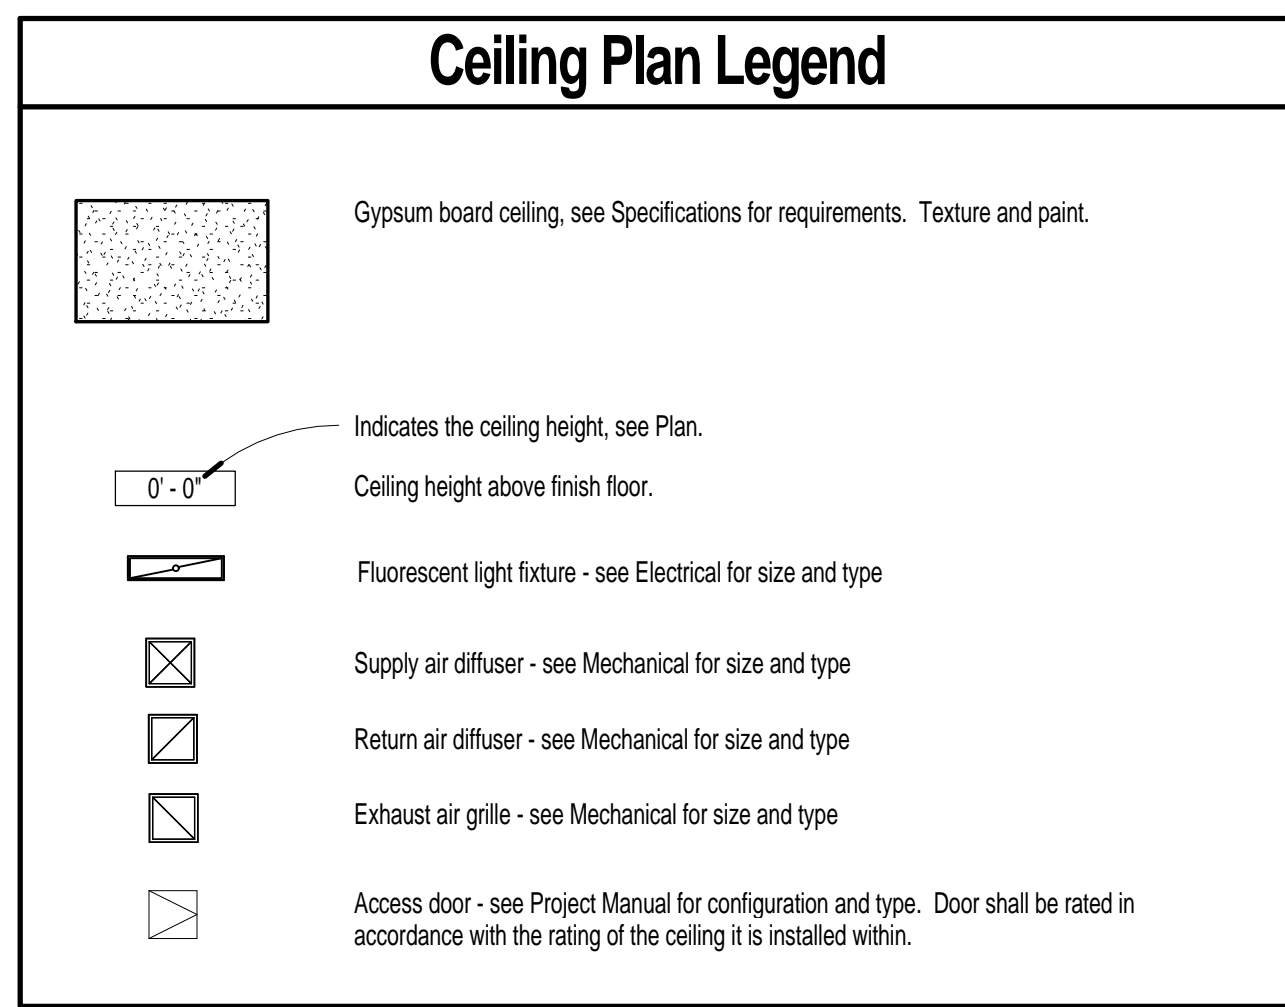 Ceiling Plan Legend
Gypsum board ceiling, see Specifications for requirements.  Texture and paint.
Indicates the ceiling height, see Plan.
0' - 0"
Ceiling height above finish floor.
Fluorescent light fixture - see Electrical for size and type
Supply air diffuser - see Mechanical for size and type
Return air diffuser - see Mechanical for size and type
Exhaust air grille - see Mechanical for size and type
Access door - see Project Manual for configuration and type.  Door shall be rated in
accordance with the rating of the ceiling it is installed within.